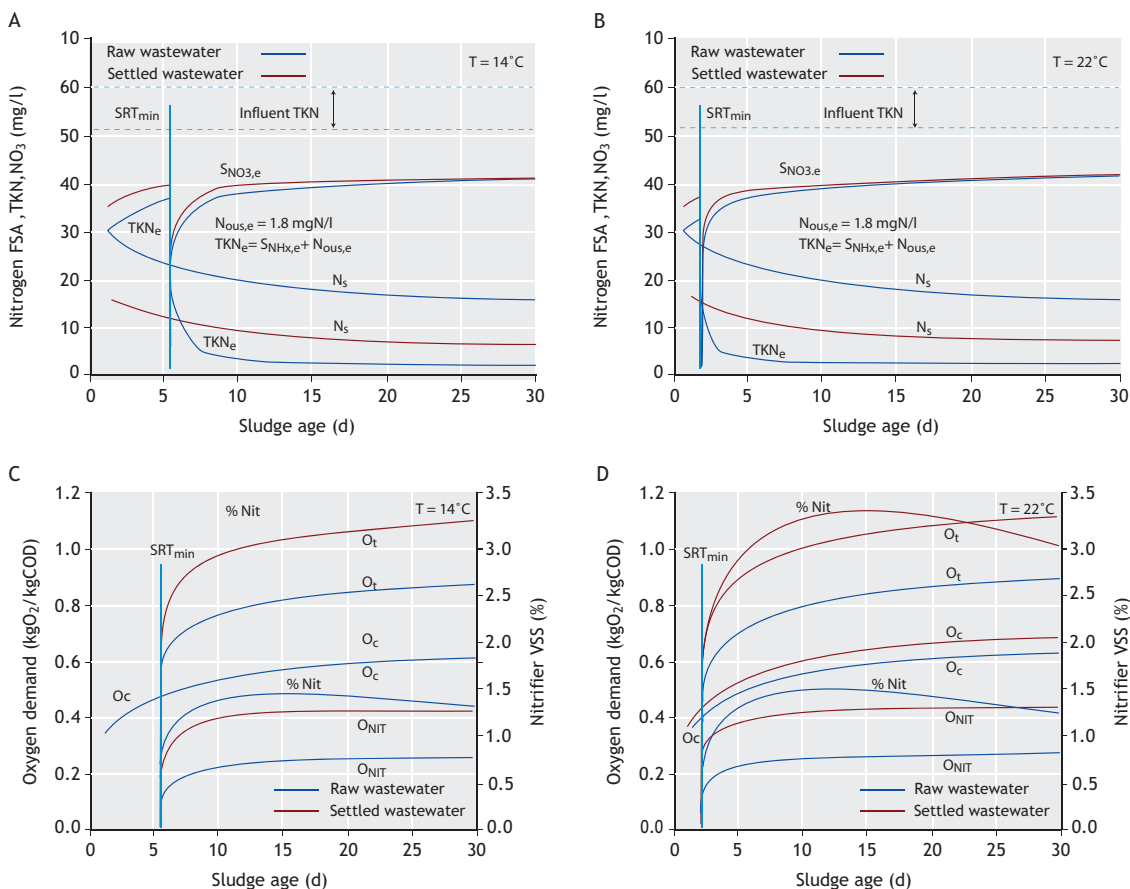 A
Nitrogen FSA, TKN, NO3 (mg/l)
10
60
50
40
30
20
10
0
Raw wastewater
Settled wastewater
T = 14°C
SRTmin
Influent TKN
SNO3,e
Nous,e = 1.8 mgN/l
TKNe= SNHx,e+ Nous,e
TKNe
Ns
Ns
TKNe
0 5 10 15 20 25 30
Sludge age (d)
B
Nitrogen FSA, TKN, NO3 (mg/l)
10
60
50
40
30
20
10
0
Raw wastewater
Settled wastewater
T = 22°C
SRTmin
Influent TKN
SNO3.e
Nous,e = 1.8 mgN/l
TKNe= SNHx,e+ Nous,e
Ns
Ns
TKNe
0 5 10 15 20 25 30
Sludge age (d)
C
Oxygen demand (kgO2/kgCOD)
1.2
1.0
0.8
0.6
0.4
0.2
0.0
% Nit
T = 14°C
SRTmin
Ot
Ot
Oc
Oc
Oc
% Nit
ONIT
ONIT
Raw wastewater
Settled wastewater
3.5
3.0
2.5
2.0
1.5
1.0
0.5
0.0
Nitrifier VSS (%)
0 5 10 15 20 25 30
Sludge age (d)
D
Oxygen demand (kgO2/kgCOD)
1.2
1.0
0.8
0.6
0.4
0.2
0.0
% Nit
T = 22°C
SRTmin
Ot
Ot
Oc
Oc
Oc
% Nit
ONIT
ONIT
Raw wastewater
Settled wastewater
3.5
3.0
2.5
2.0
1.5
1.0
0.5
0.0
Nitrifier VSS (%)
0 5 10 15 20 25 30
Sludge age (d)